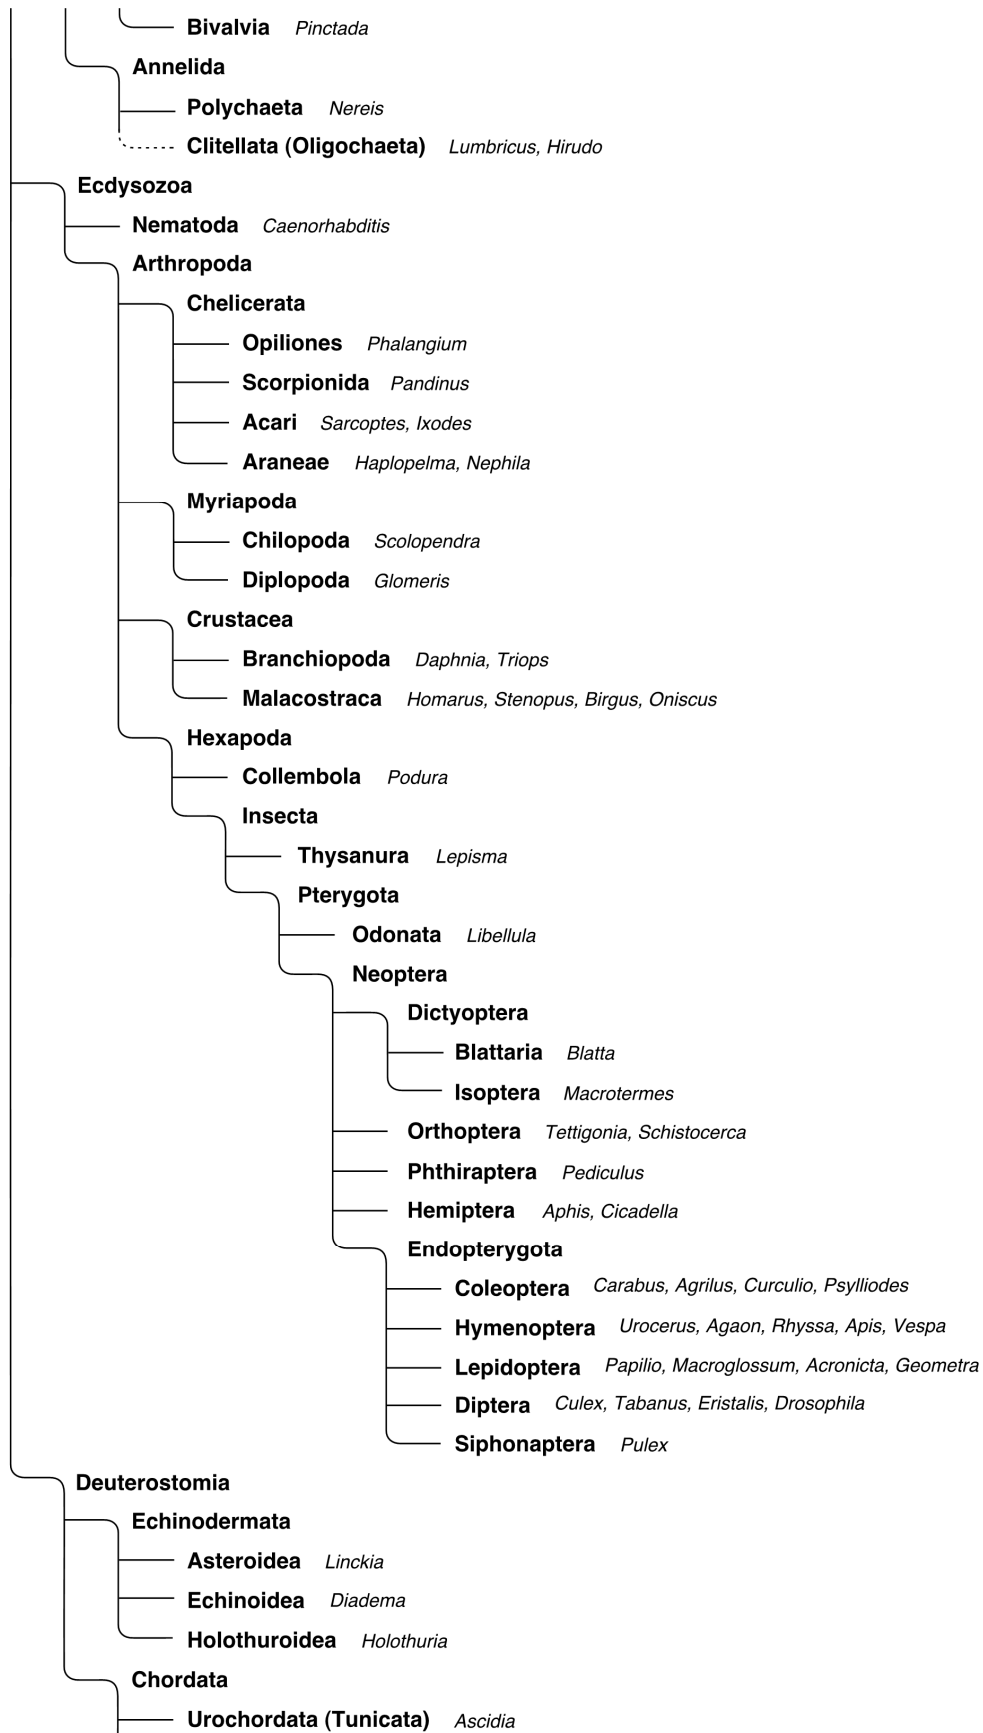 Bivalvia Pinctada
Annelida
Polychaeta Nereis
Clitellata (Oligochaeta) Lumbricus, Hirudo
Ecdysozoa
Nematoda Caenorhabditis
Arthropoda
Chelicerata
Opiliones Phalangium
Scorpionida Pandinus
Acari Sarcoptes, Ixodes
Araneae Haplopelma, Nephila
Myriapoda
Chilopoda Scolopendra
Diplopoda Glomeris
Crustacea
Branchiopoda Daphnia, Triops
Malacostraca Homarus, Stenopus, Birgus, Oniscus
Hexapoda
Collembola Podura
Insecta
Thysanura Lepisma
Pterygota
Odonata Libellula
Neoptera
Dictyoptera
Blattaria Blatta
Isoptera Macrotermes
Orthoptera Tettigonia, Schistocerca
Phthiraptera Pediculus
Hemiptera Aphis, Cicadella
Endopterygota
Coleoptera Carabus, Agrilus, Curculio, Psylliodes
Hymenoptera Urocerus, Agaon, Rhyssa, Apis, Vespa
Lepidoptera Papilio, Macroglossum, Acronicta, Geometra
Diptera Culex, Tabanus, Eristalis, Drosophila
Siphonaptera Pulex
Deuterostomia
Echinodermata
Asteroidea Linckia
Echinoidea Diadema
Holothuroidea Holothuria
Chordata
Urochordata (Tunicata) Ascidia